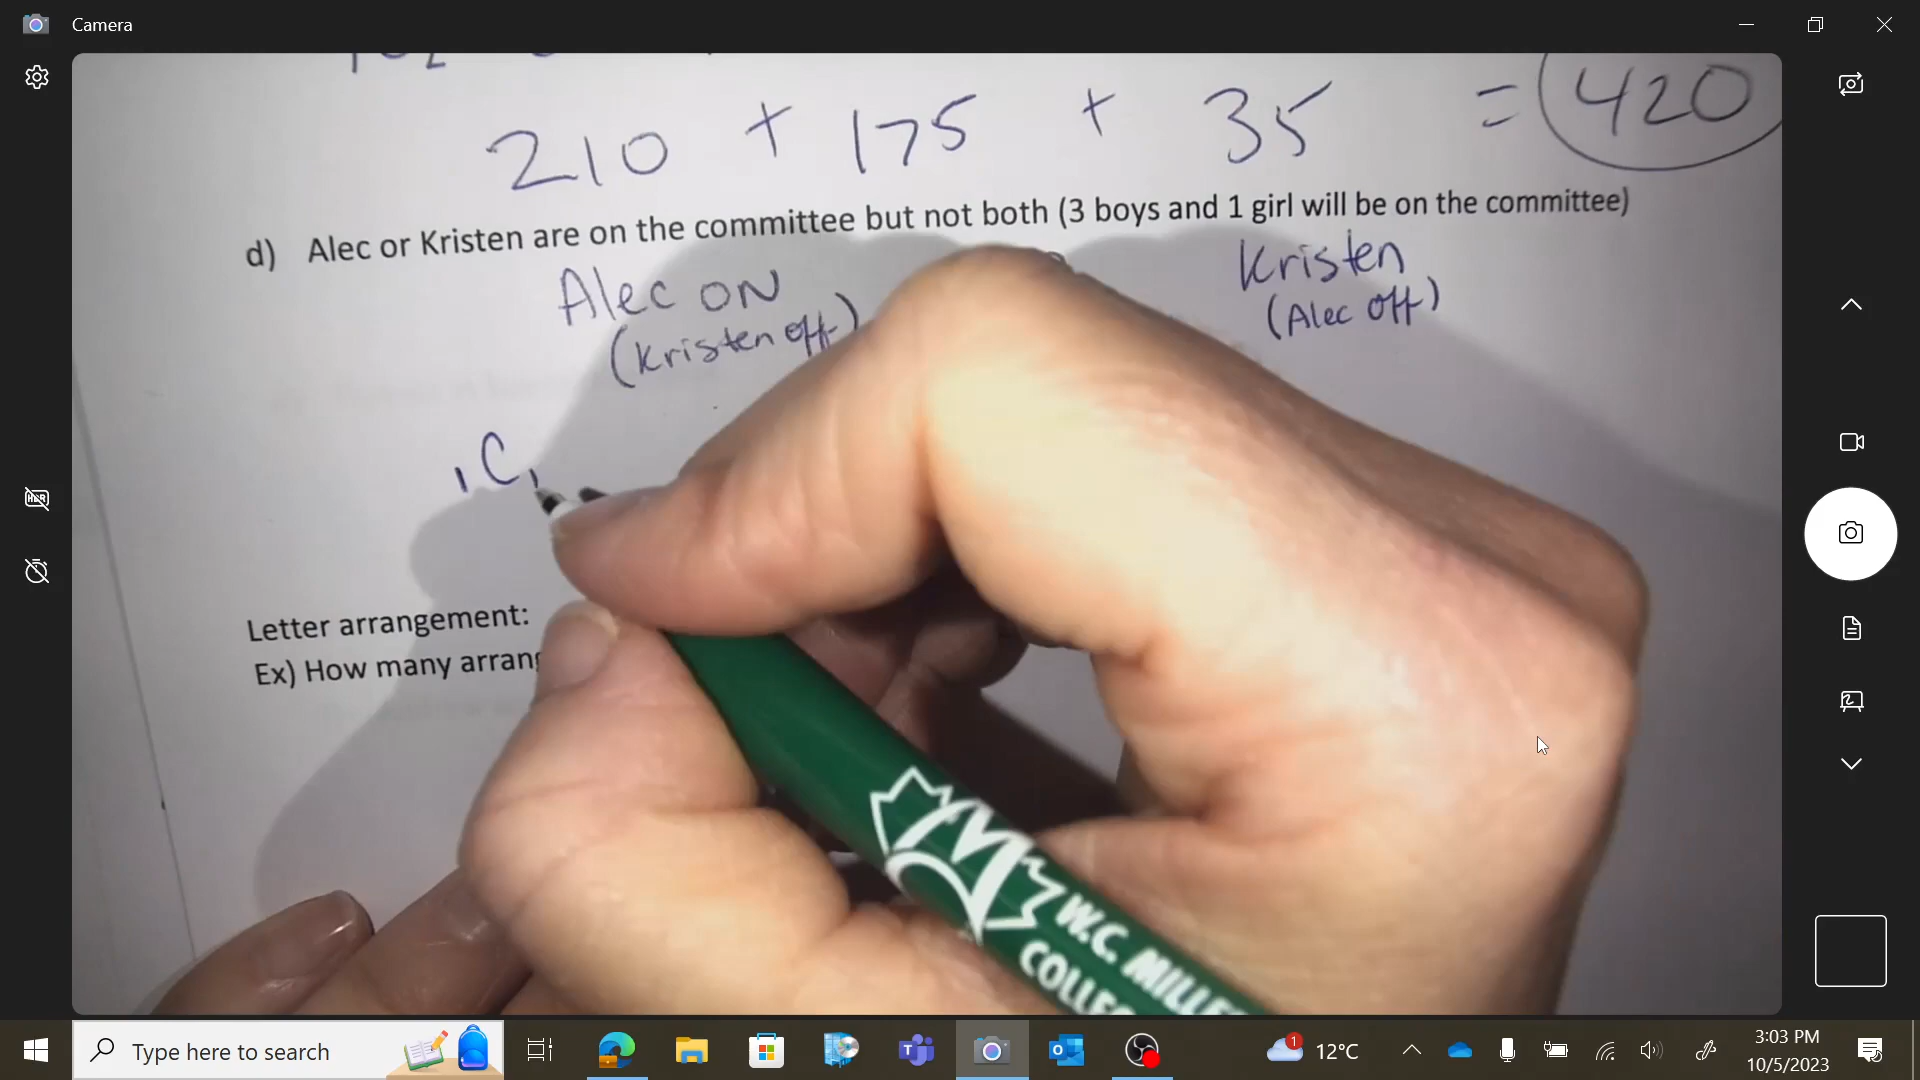 Camera
210 + 175 + 35 = 420
d) Alec or Kristen are on the committee but not both (3 boys and 1 girl will be on the committee)
Alec ON
(Kristen off)
Kristen
(Alec off)
1C1
Letter arrangement:
Ex) How many arrang
W.C. MILLE
COLLE
Type here to search
1
12°C
3:03 PM
10/5/2023